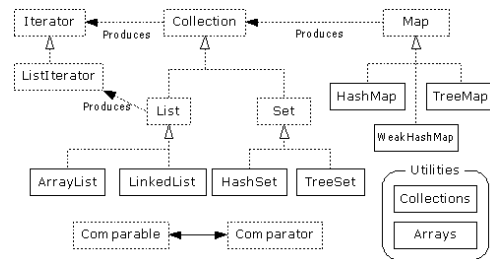 Iterator
Collection
Map
Produces
Produces
ListIterator
Produces
List
Set
HashMap
TreeMap
WeakHashMap
ArrayList
LinkedList
HashSet
TreeSet
Utilities
Collections
Arrays
Comparable
Comparator